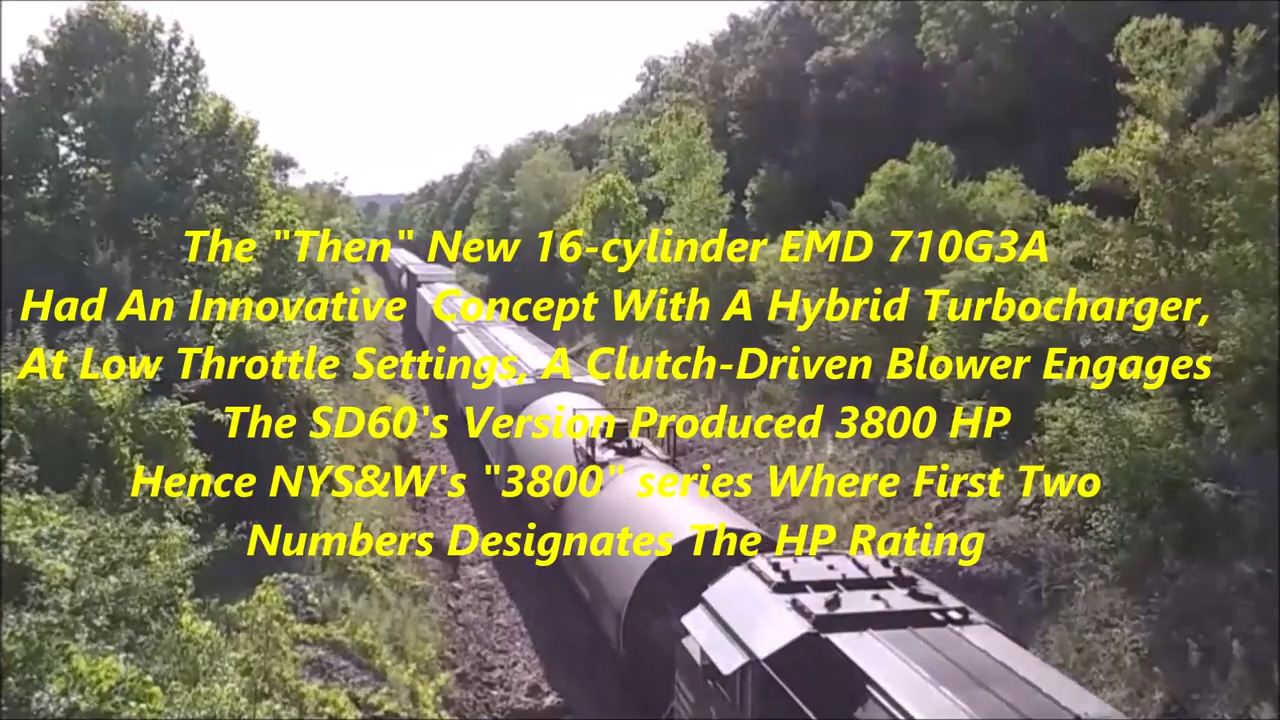 The "Then" New 16-cylinder EMD 710G3A
Had An Innovative Concept With A Hybrid Turbocharger,
At Low Throttle Settings, A Clutch-Driven Blower Engages
The SD60's Version Produced 3800 HP
Hence NYS&W's "3800" series Where First Two
Numbers Designates The HP Rating